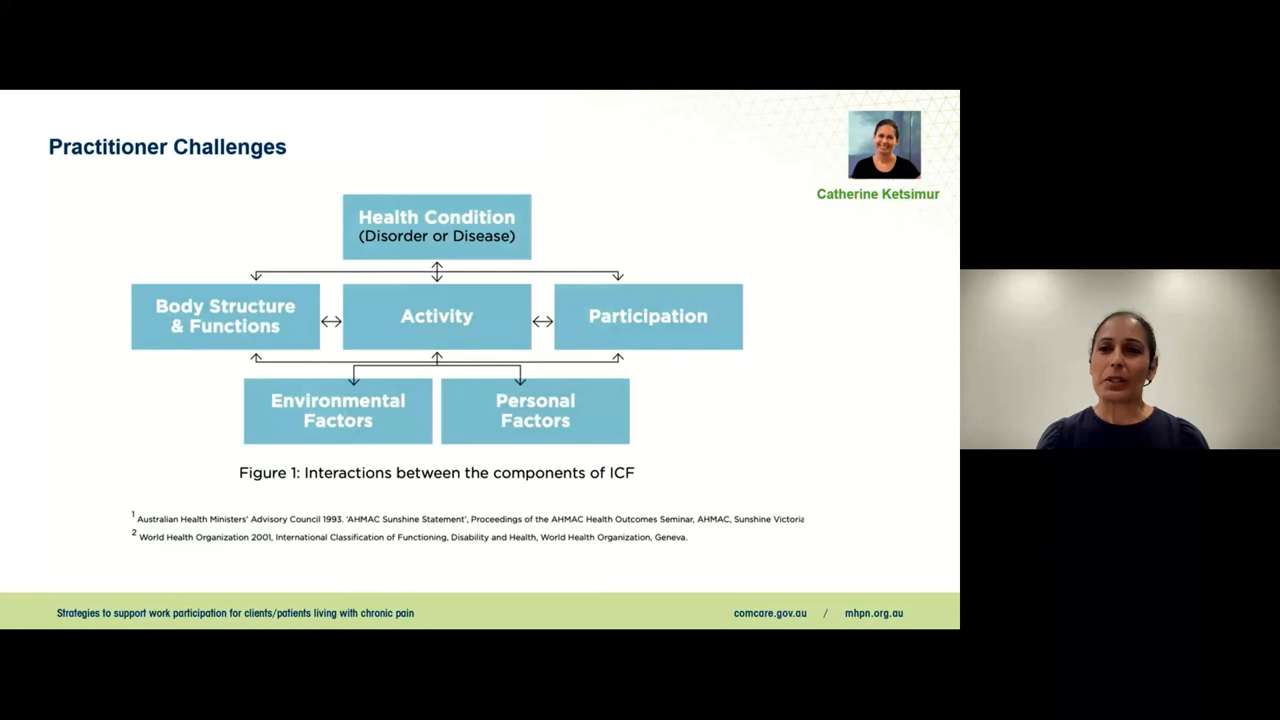 Practitioner Challenges
Catherine Ketsimur
Health Condition
(Disorder or Disease)
Body Structure
& Functions
Activity
Participation
Environmental
Factors
Personal
Factors
Figure 1: Interactions between the components of ICF
1 Australian Health Ministers' Advisory Council 1993. 'AHMAC Sunshine Statement', Proceedings of the AHMAC Health Outcomes Seminar, AHMAC, Sunshine Victoria
2 World Health Organization 2001, International Classification of Functioning, Disability and Health, World Health Organization, Geneva.
Strategies to support work participation for clients/patients living with chronic pain
comcare.gov.au / mhpn.org.au